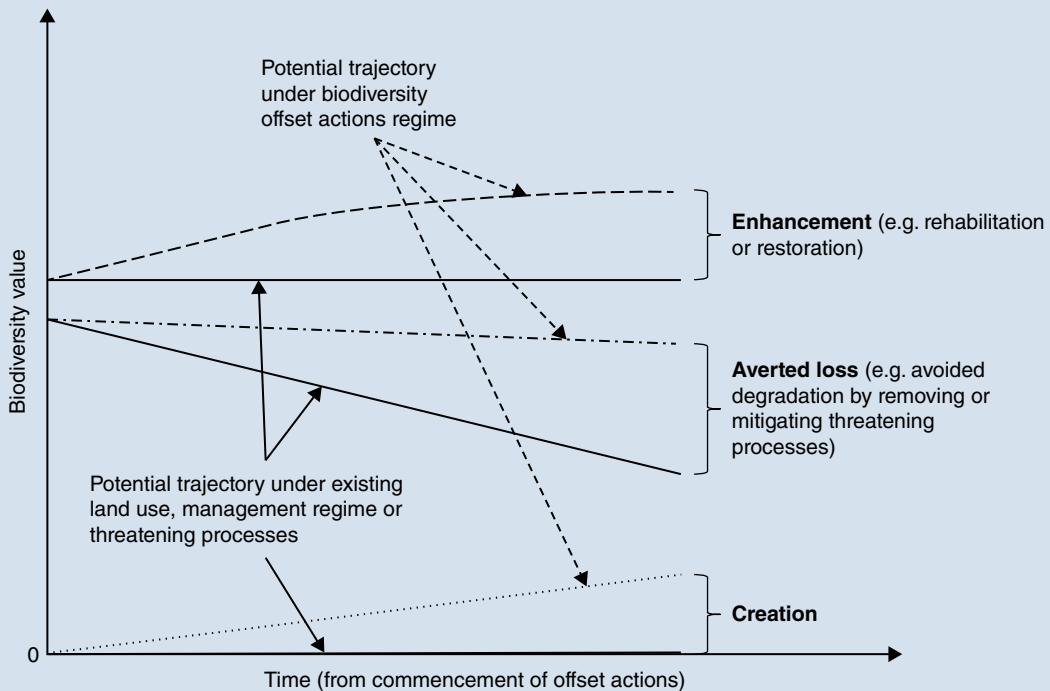 Potential trajectory
under biodiversity
offset actions regime
Enhancement (e.g. rehabilitation
or restoration)
Biodiversity value
Averted loss (e.g. avoided
degradation by removing or
mitigating threatening
processes)
Potential trajectory under existing
land use, management regime or
threatening processes
Creation
0
Time (from commencement of offset actions)